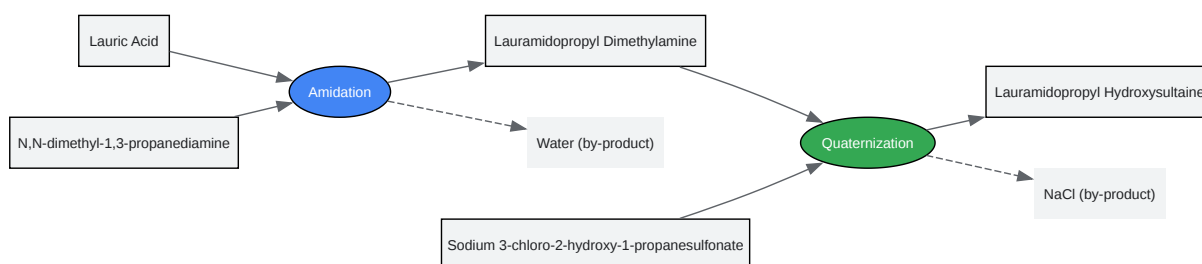 Lauric Acid
N,N-dimethyl-1,3-propanediamine
Amidation
Lauramidopropyl Dimethylamine
Water (by-product)
Sodium 3-chloro-2-hydroxy-1-propanesulfonate
Quaternization
Lauramidopropyl Hydroxysultaine
NaCl (by-product)